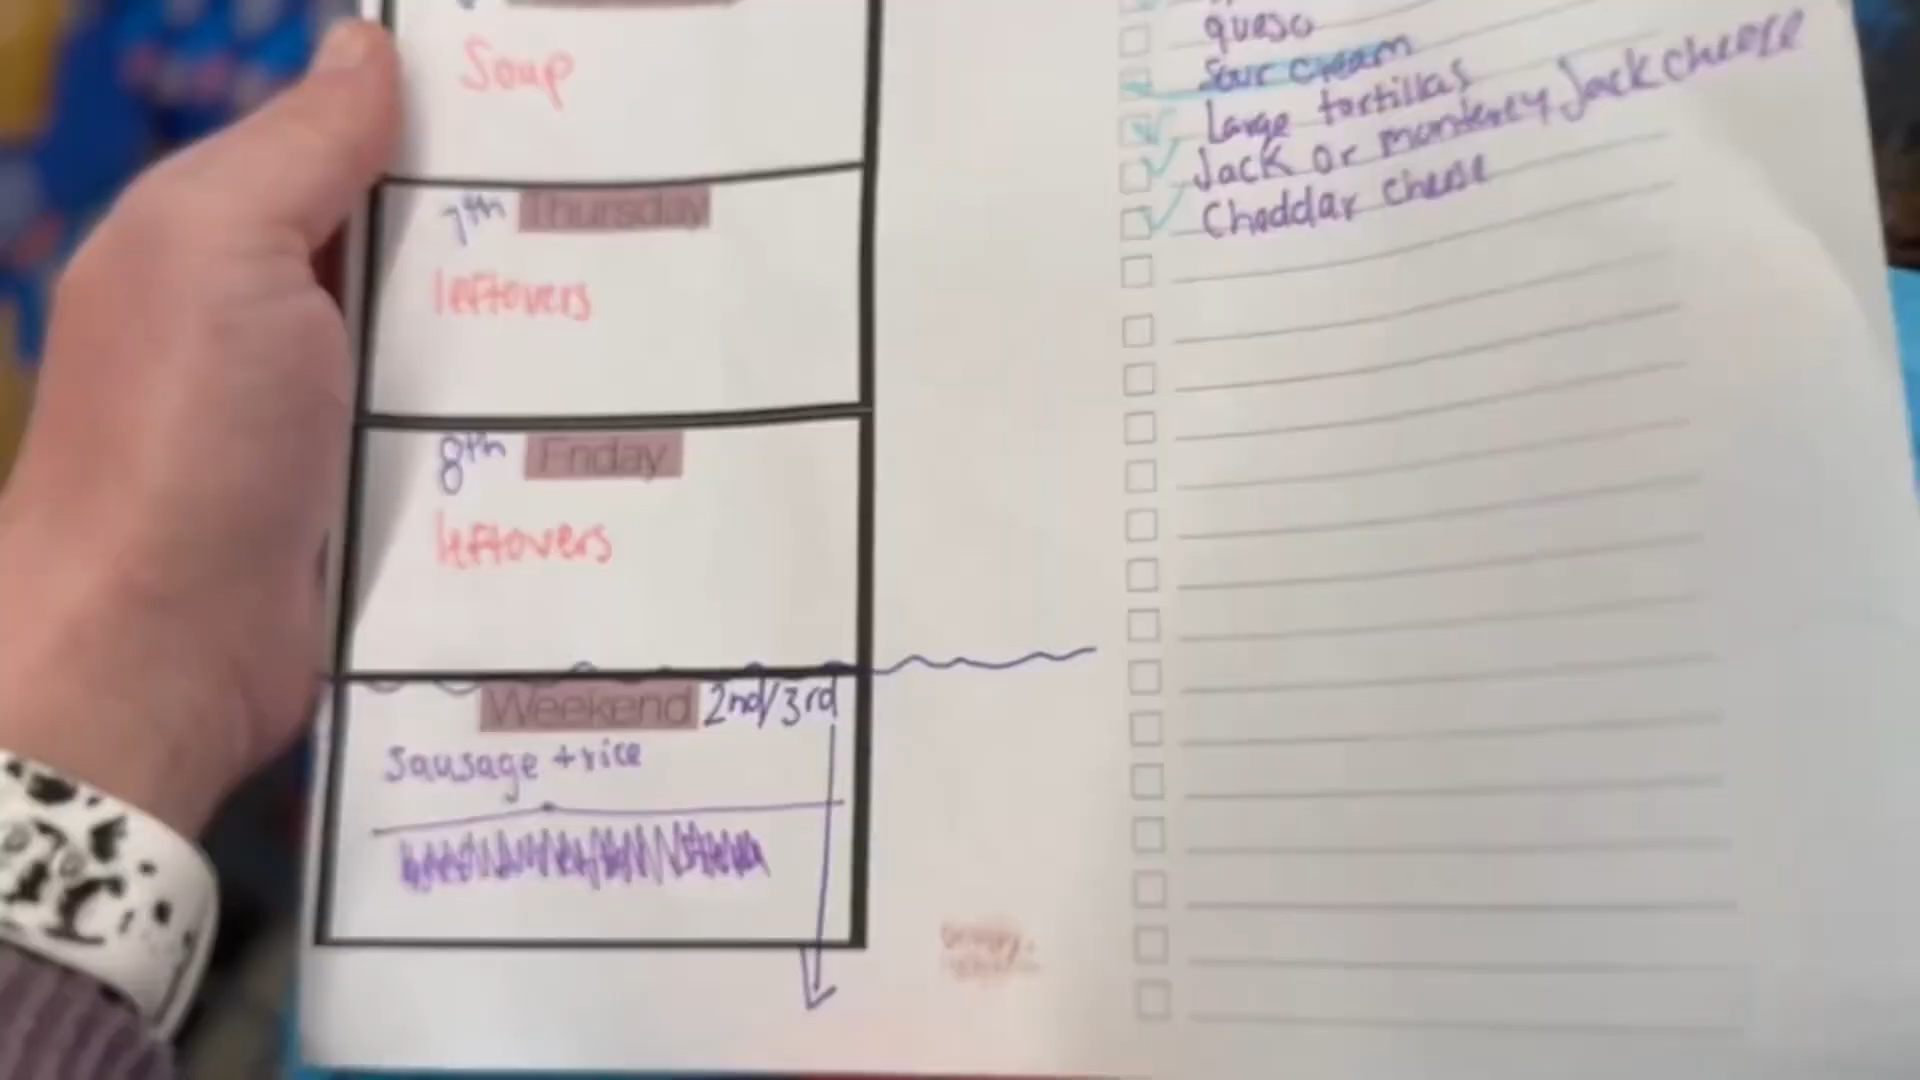 Soup
7th Thursday
leftovers
8th Friday
leftovers
Weekend 2nd/3rd
Sausage + rice
queso
Sour cream
Large tortillas
Jack or monterey Jack cheese
Cheddar cheese